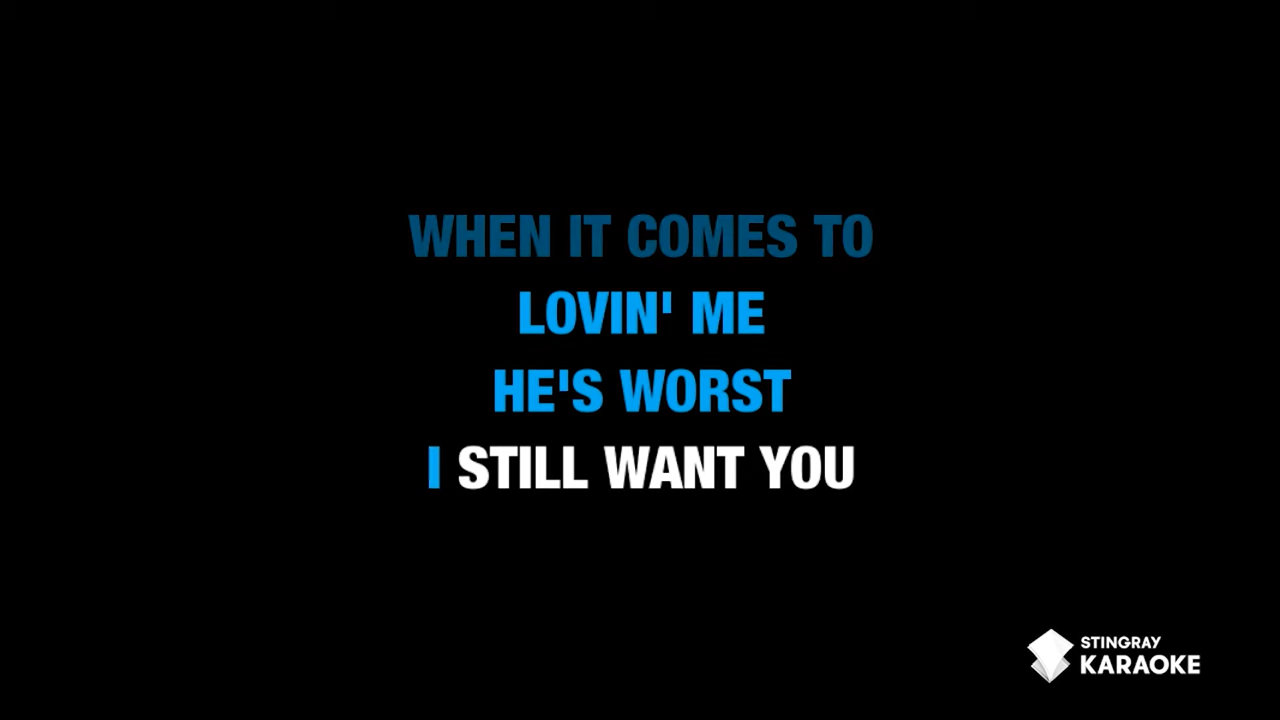 WHEN IT COMES TO
LOVIN' ME
HE'S WORST
I STILL WANT YOU
STINGRAY
KARAOKE